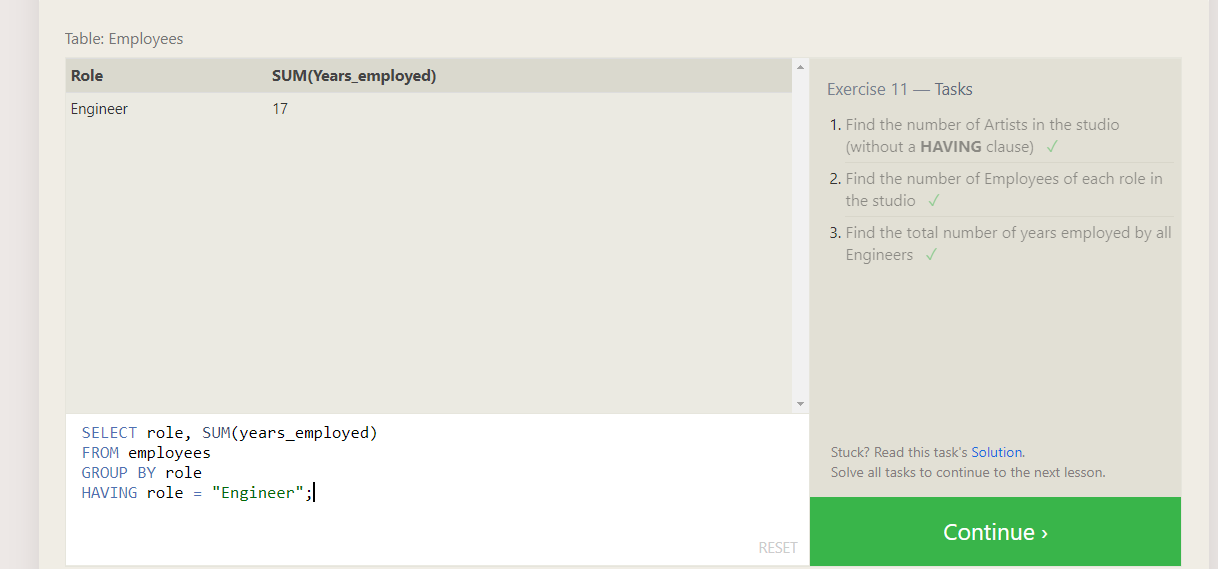 Table: Employees
Role SUM(Years_employed)
Engineer 17
SELECT role, SUM(years_employed)
FROM employees
GROUP BY role
HAVING role = "Engineer";
RESET
Exercise 11 — Tasks
1. Find the number of Artists in the studio
(without a HAVING clause) ✓
2. Find the number of Employees of each role in
the studio ✓
3. Find the total number of years employed by all
Engineers ✓
Stuck? Read this task's Solution.
Solve all tasks to continue to the next lesson.
Continue ›